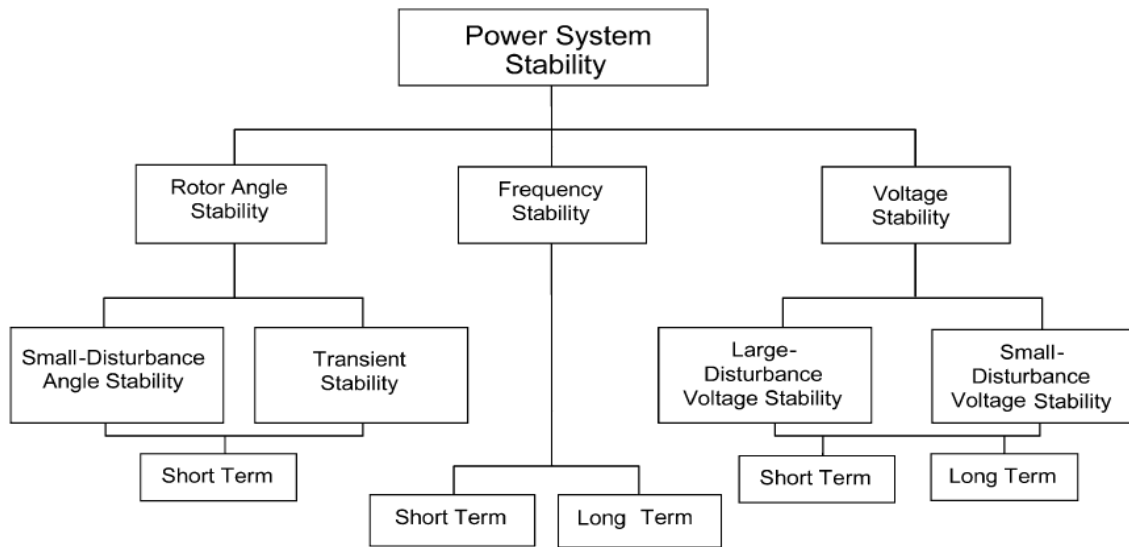 Power System
Stability
Rotor Angle
Stability
Frequency
Stability
Voltage
Stability
Small-Disturbance
Angle Stability
Transient
Stability
Large-
Disturbance
Voltage Stability
Small-
Disturbance
Voltage Stability
Short Term
Short Term
Long Term
Short Term
Long Term